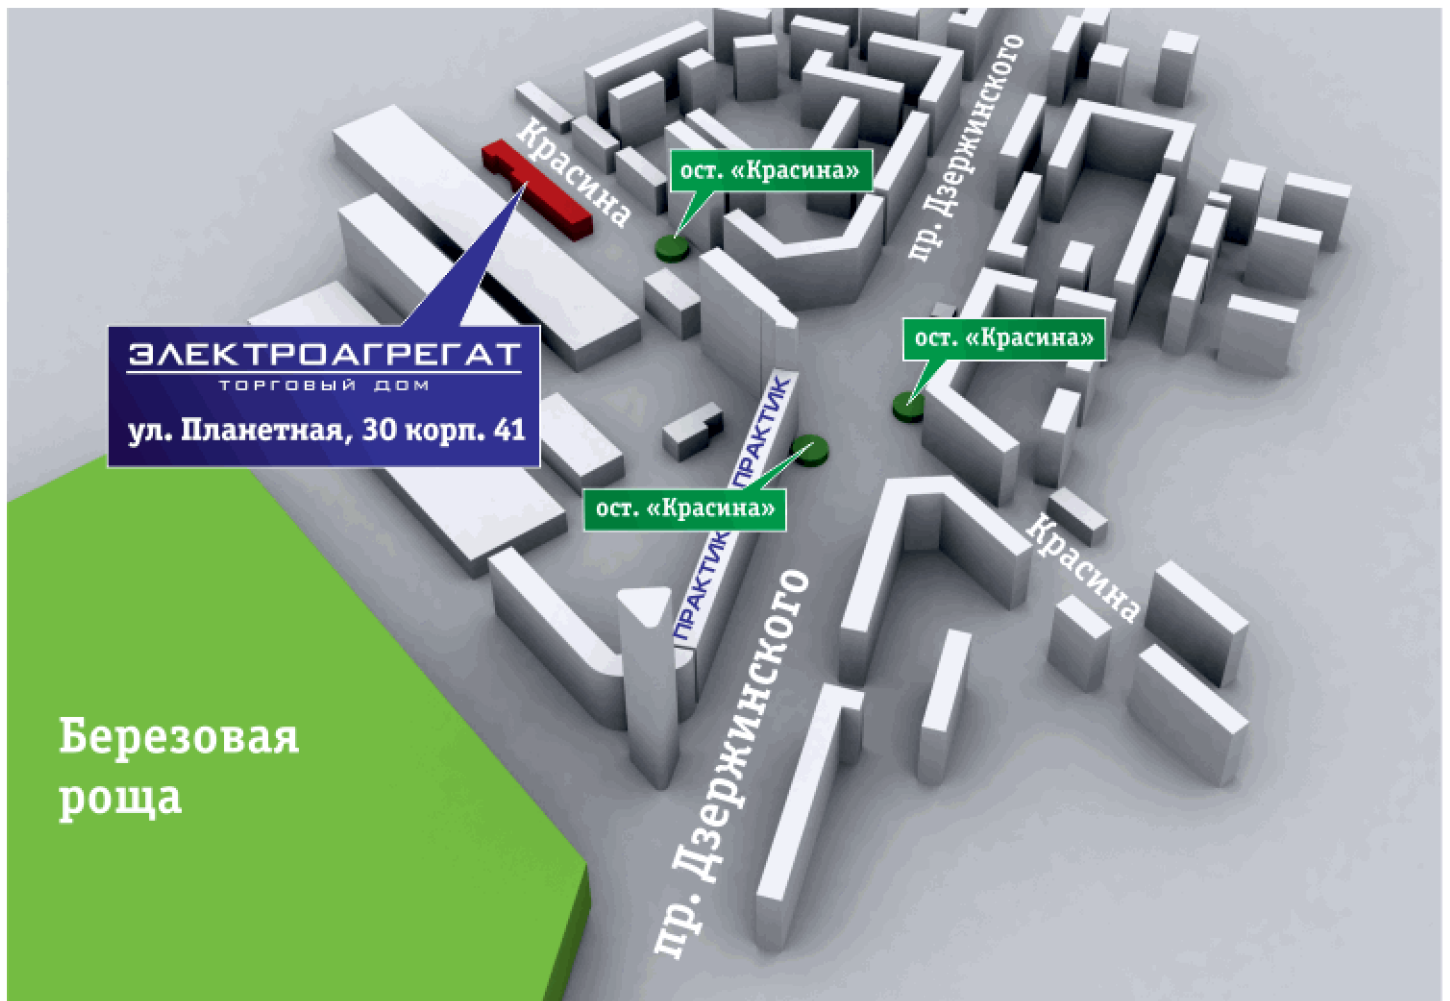 пр. Дзержинского
Красина
ост. «Красина»
ост. «Красина»
ЭЛЕКТРОАГРЕГАТ
ТОРГОВЫЙ ДОМ
ул. Планетная, 30 корп. 41
ПРАКТИК
ост. «Красина»
ПРАКТИК
Красина
пр. Дзержинского
Березовая
роща